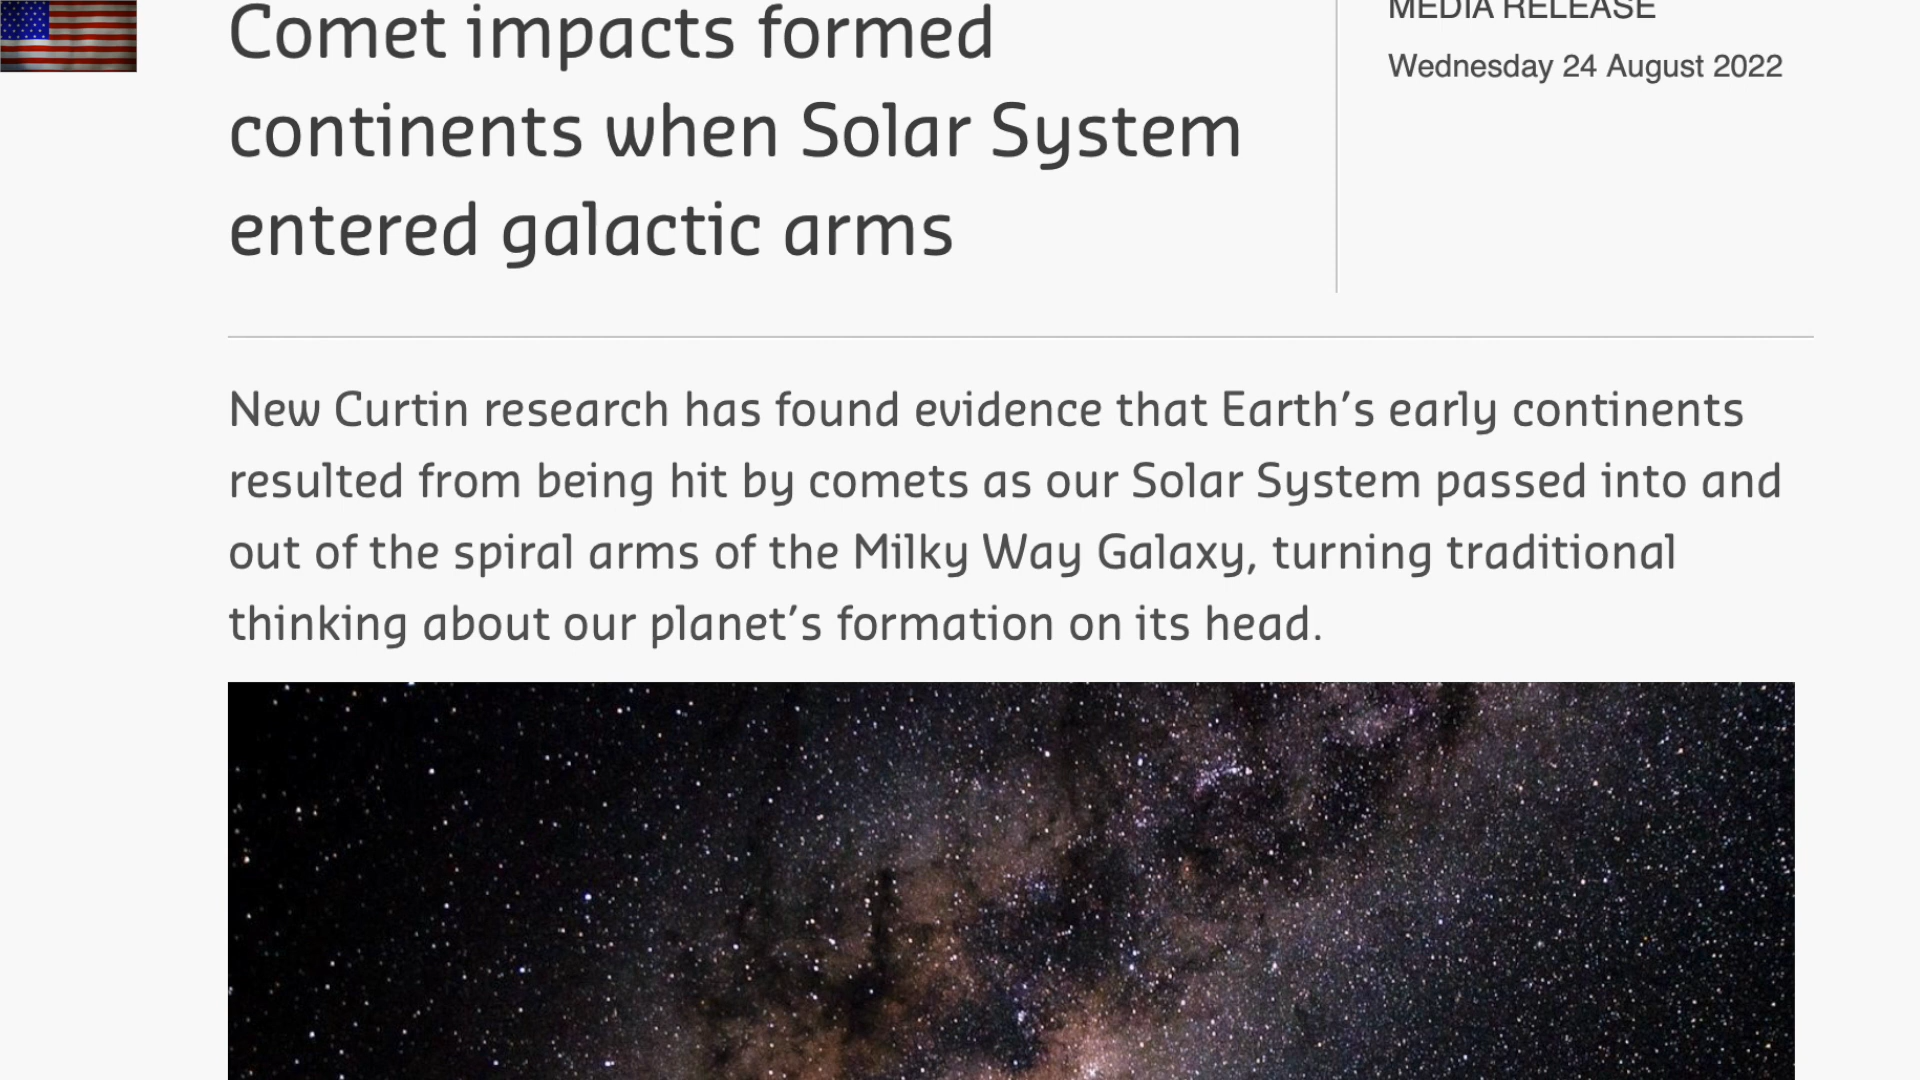 Comet impacts formed
continents when Solar System
entered galactic arms
MEDIA RELEASE
Wednesday 24 August 2022
New Curtin research has found evidence that Earth’s early continents
resulted from being hit by comets as our Solar System passed into and
out of the spiral arms of the Milky Way Galaxy, turning traditional
thinking about our planet’s formation on its head.